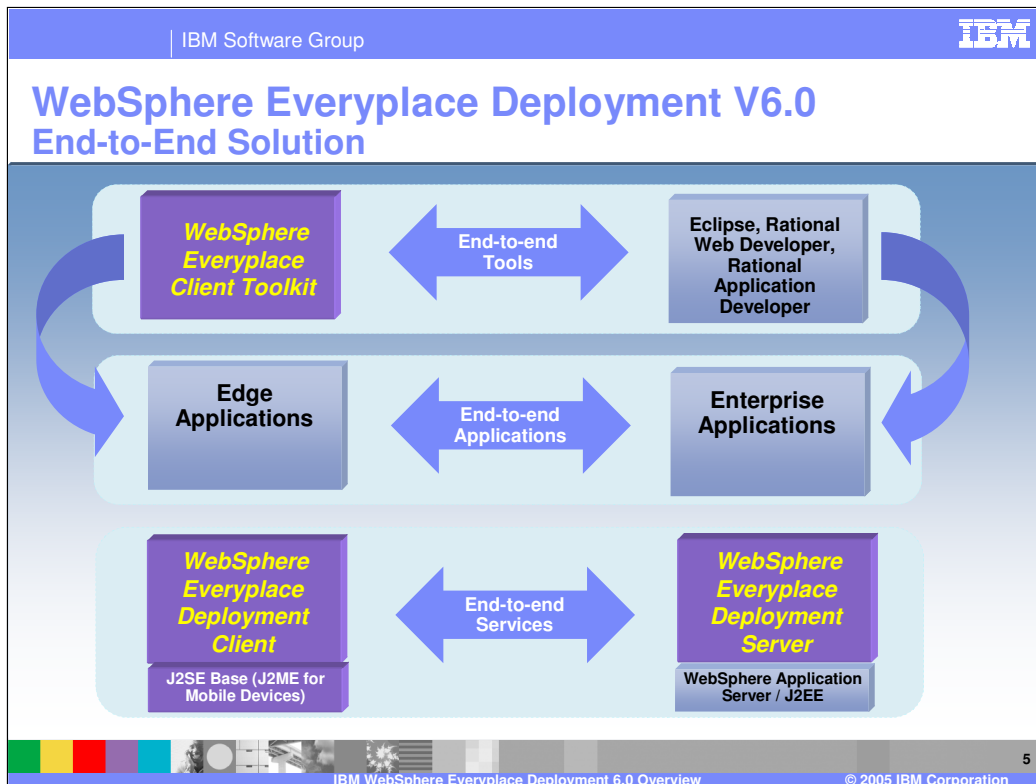 IBM Software Group
IBM
WebSphere Everyplace Deployment V6.0
End-to-End Solution
WebSphere
Everyplace
Client Toolkit
End-to-end
Tools
Eclipse, Rational
Web Developer,
Rational
Application
Developer
Edge
Applications
End-to-end
Applications
Enterprise
Applications
WebSphere
Everyplace
Deployment
Client
J2SE Base (J2ME for
Mobile Devices)
End-to-end
Services
WebSphere
Everyplace
Deployment
Server
WebSphere Application
Server / J2EE
5
IBM WebSphere Everyplace Deployment 6.0 Overview
© 2005 IBM Corporation